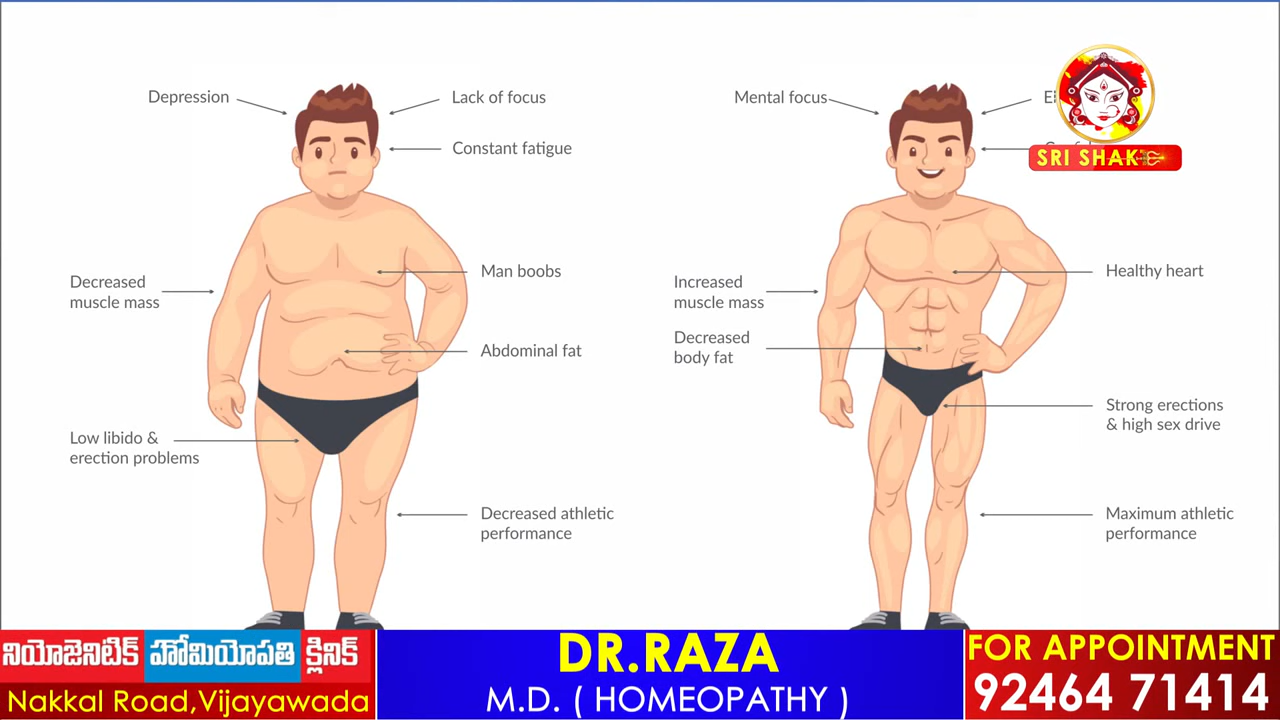 Depression
Lack of focus
Constant fatigue
Decreased
muscle mass
Man boobs
Abdominal fat
Low libido &
erection problems
Decreased athletic
performance
Mental focus
SRI SHAK
Increased
muscle mass
Healthy heart
Decreased
body fat
Strong erections
& high sex drive
Maximum athletic
performance
నియోజెనిటిక్ హోమియోపతి క్లినిక్
Nakkal Road,Vijayawada
DR.RAZA
M.D. ( HOMEOPATHY )
FOR APPOINTMENT
92464 71414